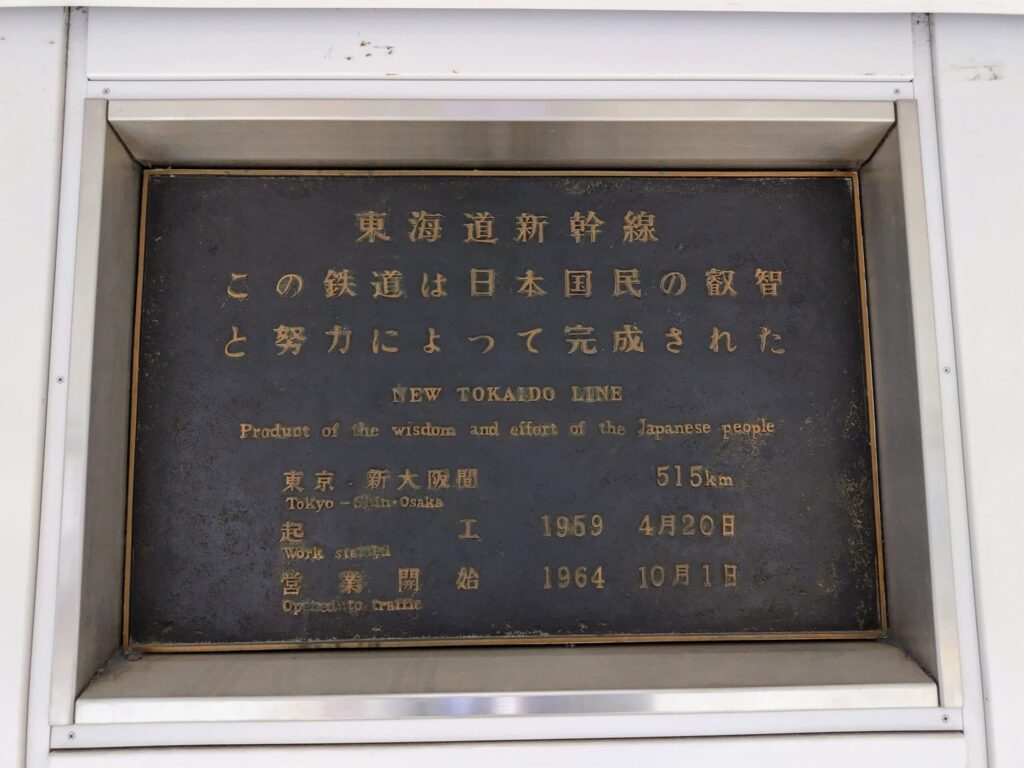 東海道新幹線
この鉄道は日本国民の叡智
と努力によって完成された
NEW TOKAIDO LINE
Product of the wisdom and effort of the Japanese people
東京・新大阪間 515km
Tokyo – Shin-Osaka
起工 1959 4月20日
Work started
営業開始 1964 10月1日
Opened to traffic